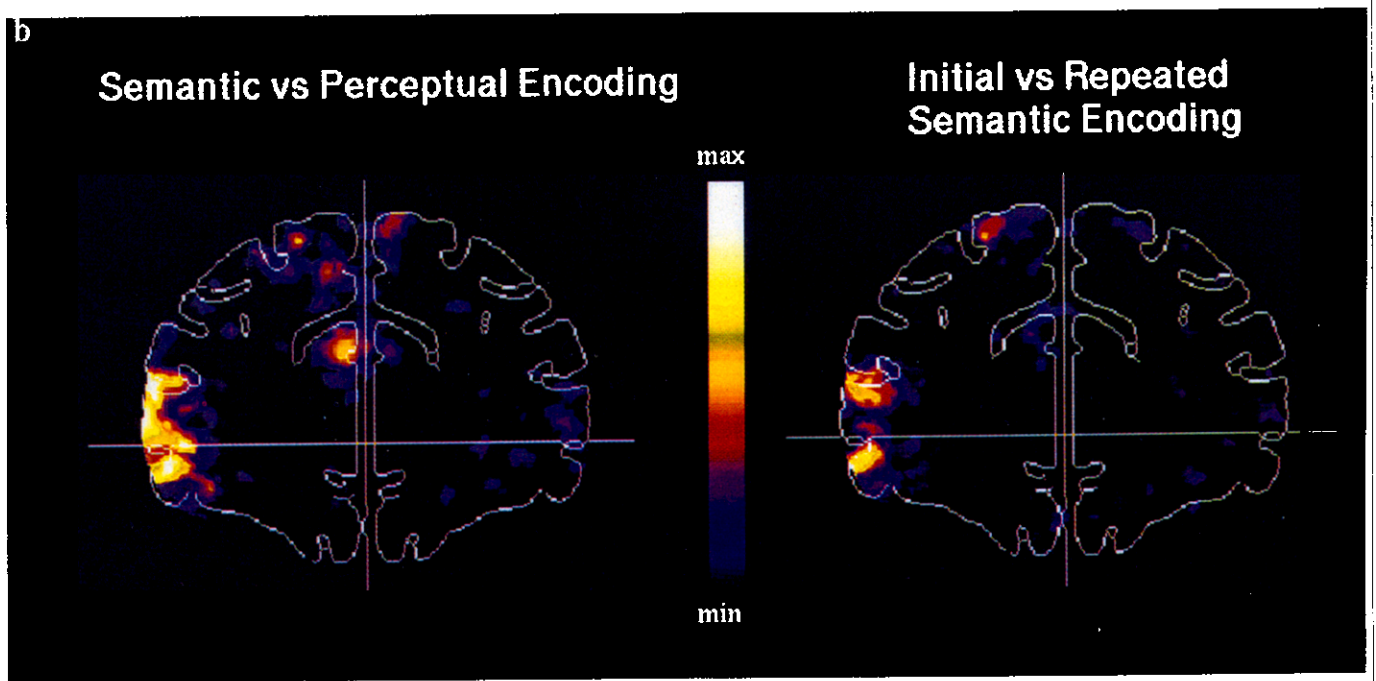 b
Semantic vs Perceptual Encoding
Initial vs Repeated
Semantic Encoding
max
min